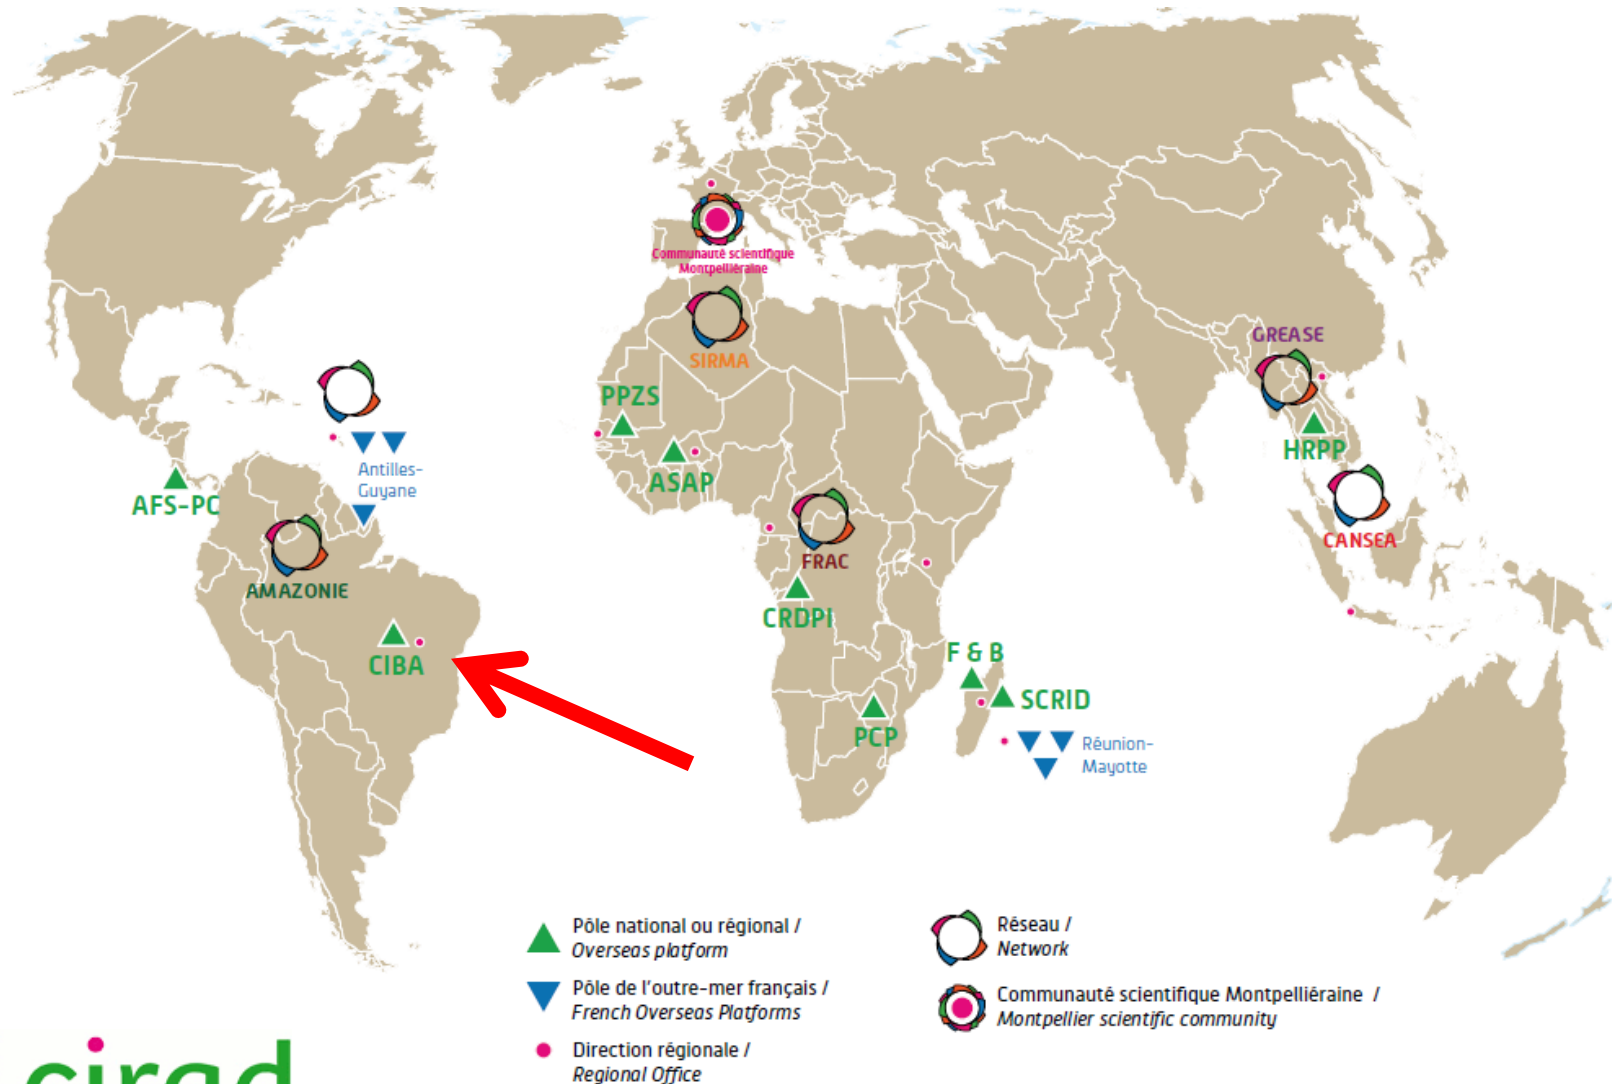 Communauté scientifique
Montpelliéraine
SIRMA
GREASE
PPZS
HRPP
Antilles-
Guyane
ASAP
AFS-PC
CANSEA
FRAC
AMAZONIE
CRDPI
CIBA
F & B
SCRID
PCP
Réunion-
Mayotte
Pôle national ou régional /
Overseas platform
Pôle de l'outre-mer français /
French Overseas Platforms
Direction régionale /
Regional Office
Réseau /
Network
Communauté scientifique Montpelliéraine /
Montpellier scientific community
cirad